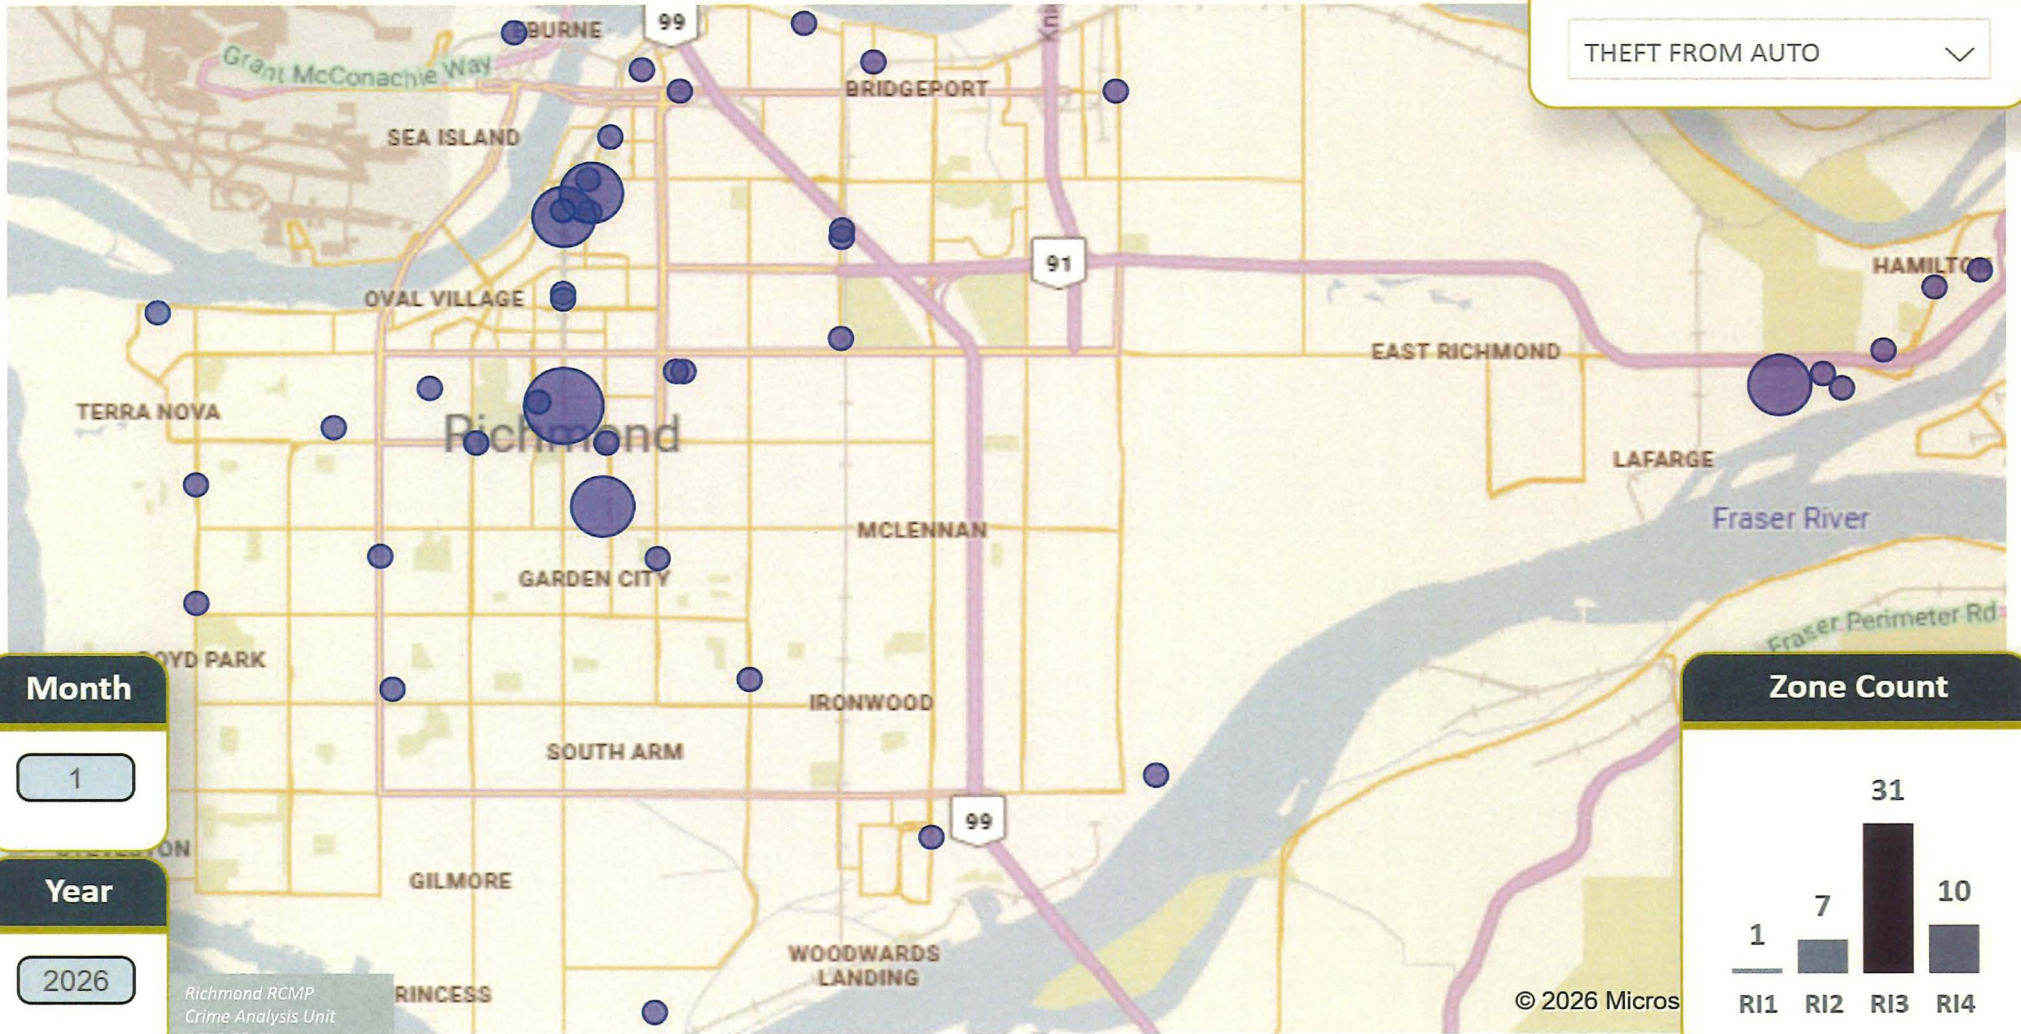 99
BURNE
Kni
THEFT FROM AUTO
Grant McConachie Way
BRIDGEPORT
SEA ISLAND
91
HAMILTO
OVAL VILLAGE
EAST RICHMOND
TERRA NOVA
Richmond
LAFARGE
Fraser River
MCLENNAN
GARDEN CITY
Fraser Perimeter Rd
OYD PARK
Month
Zone Count
IRONWOOD
SOUTH ARM
1
31
99
STEVESTON
GILMORE
Year
10
7
1
WOODWARDS
LANDING
2026
RINCESS
Richmond RCMP
Crime Analysis Unit
© 2026 Micros
RI1 RI2 RI3 RI4